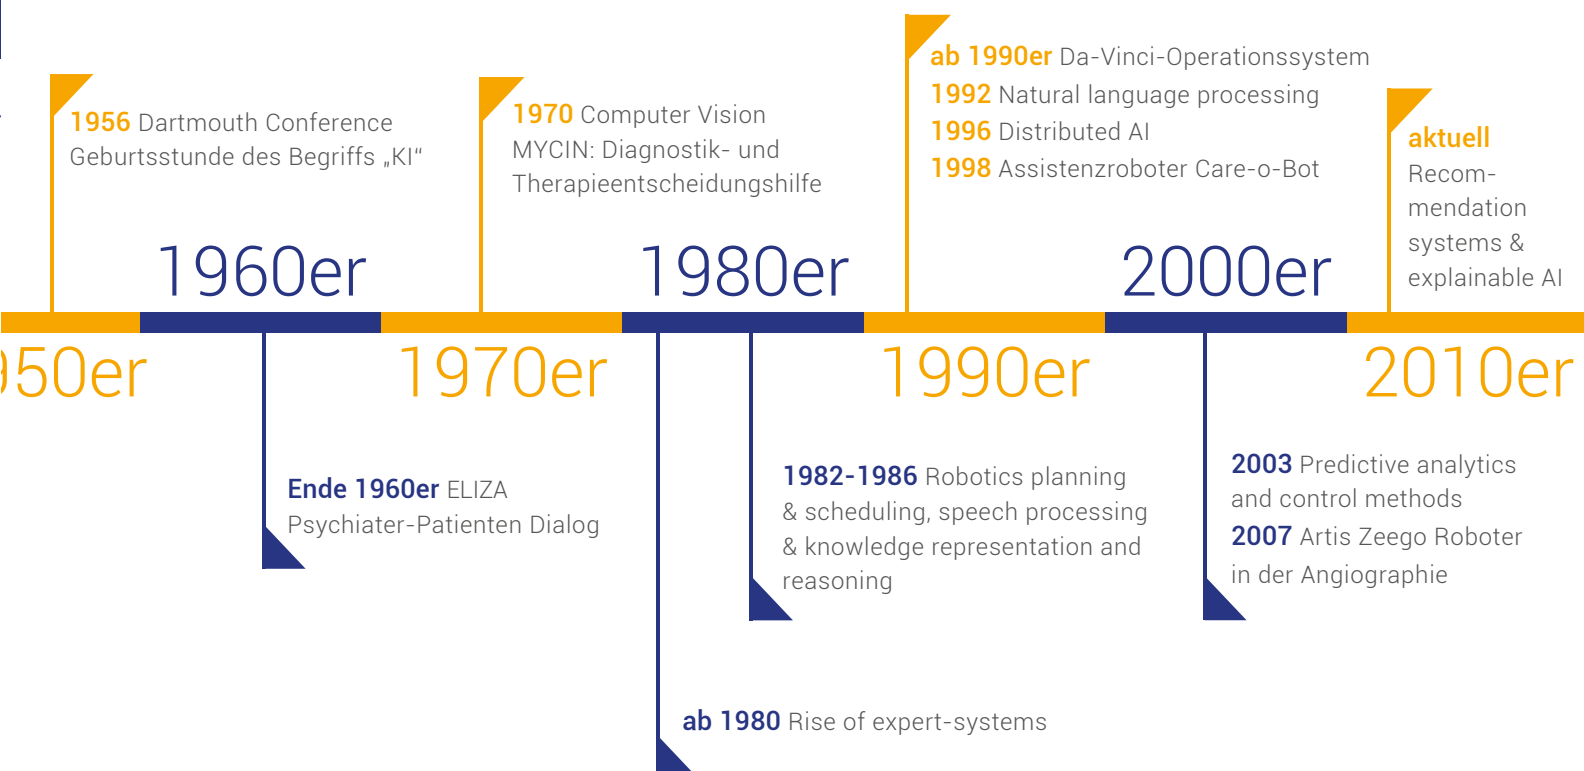 1956 Dartmouth Conference
Geburtsstunde des Begriffs „KI“
1970 Computer Vision
MYCIN: Diagnostik- und
Therapieentscheidungshilfe
ab 1990er Da-Vinci-Operationssystem
1992 Natural language processing
1996 Distributed AI
1998 Assistenzroboter Care-o-Bot
aktuell
Recom-
mendation
systems &
explainable AI
1960er
1980er
2000er
50er
1970er
1990er
2010er
Ende 1960er ELIZA
Psychiater-Patienten Dialog
1982-1986 Robotics planning
& scheduling, speech processing
& knowledge representation and
reasoning
2003 Predictive analytics
and control methods
2007 Artis Zeego Roboter
in der Angiographie
ab 1980 Rise of expert-systems